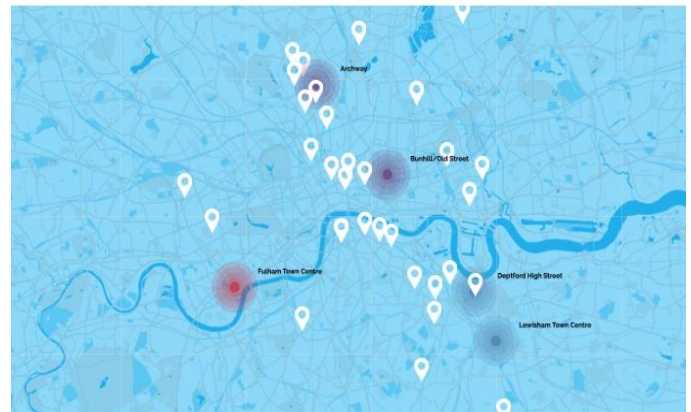 Archway
Bunhill/Old Street
Fulham Town Centre
Deptford High Street
Lewisham Town Centre